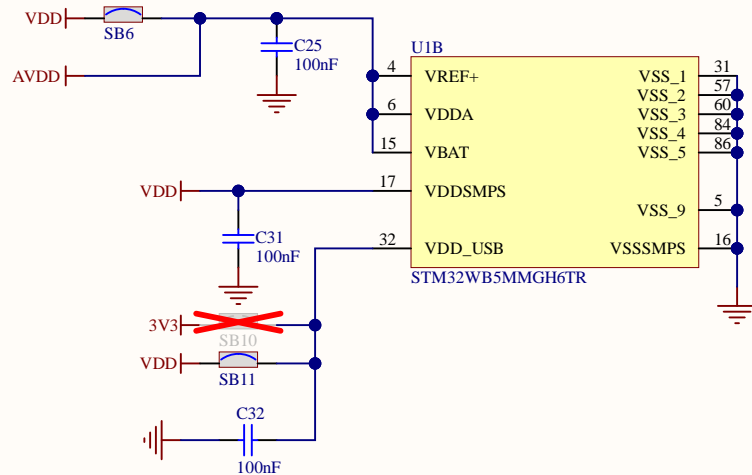 VDD
SB6
AVDD
C25
100nF
U1B
4
VREF+
VSS_1
31
VSS_2
57
6
VDDA
VSS_3
60
VSS_4
84
15
VBAT
VSS_5
86
VDD
17
VDDSMPS
C31
100nF
VSS_9
5
32
VDD_USB
VSSSMPS
16
STM32WB5MMGH6TR
3V3
SB10
VDD
SB11
C32
100nF